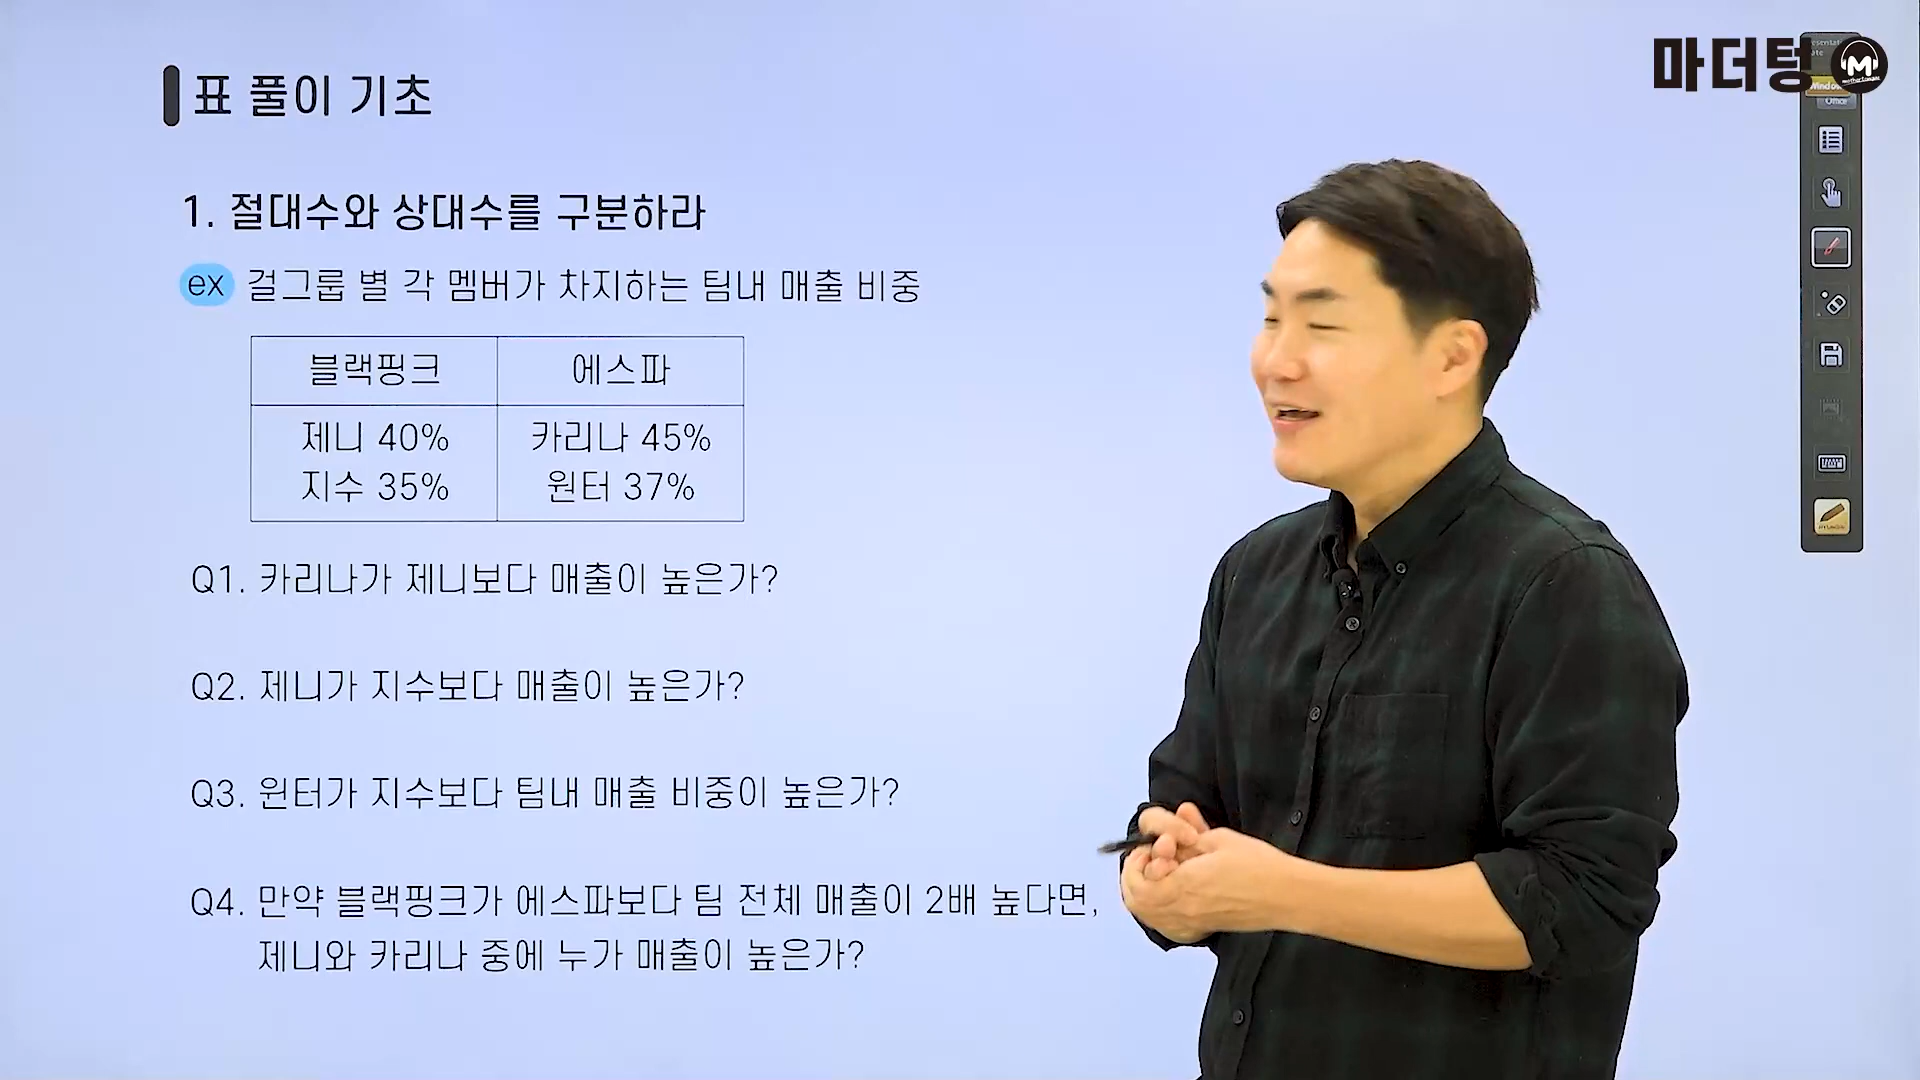 마더텅
M
표 풀이 기초
1. 절대수와 상대수를 구분하라
ex 걸그룹 별 각 멤버가 차지하는 팀내 매출 비중
블랙핑크 에스파
제니 40% 카리나 45%
지수 35% 윈터 37%
Q1. 카리나가 제니보다 매출이 높은가?
Q2. 제니가 지수보다 매출이 높은가?
Q3. 윈터가 지수보다 팀내 매출 비중이 높은가?
Q4. 만약 블랙핑크가 에스파보다 팀 전체 매출이 2배 높다면,
제니와 카리나 중에 누가 매출이 높은가?
Office